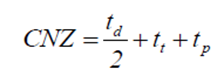 CNZ = t_d/2 + t_t + t_p